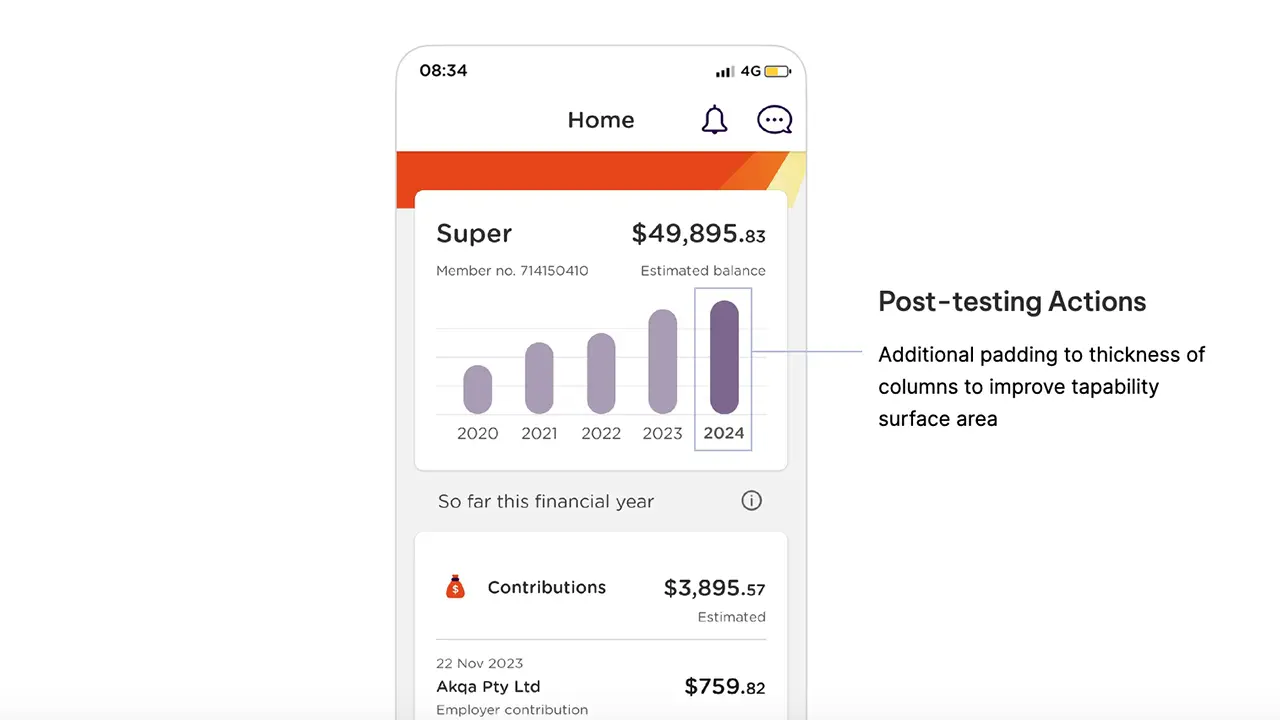 08:34
4G
Home
Super
$49,895.83
Member no. 714150410
Estimated balance
2020 2021 2022 2023 2024
So far this financial year
$
Contributions
$3,895.57
Estimated
22 Nov 2023
Akqa Pty Ltd
$759.82
Employer contribution
Post-testing Actions
Additional padding to thickness of
columns to improve tapability
surface area